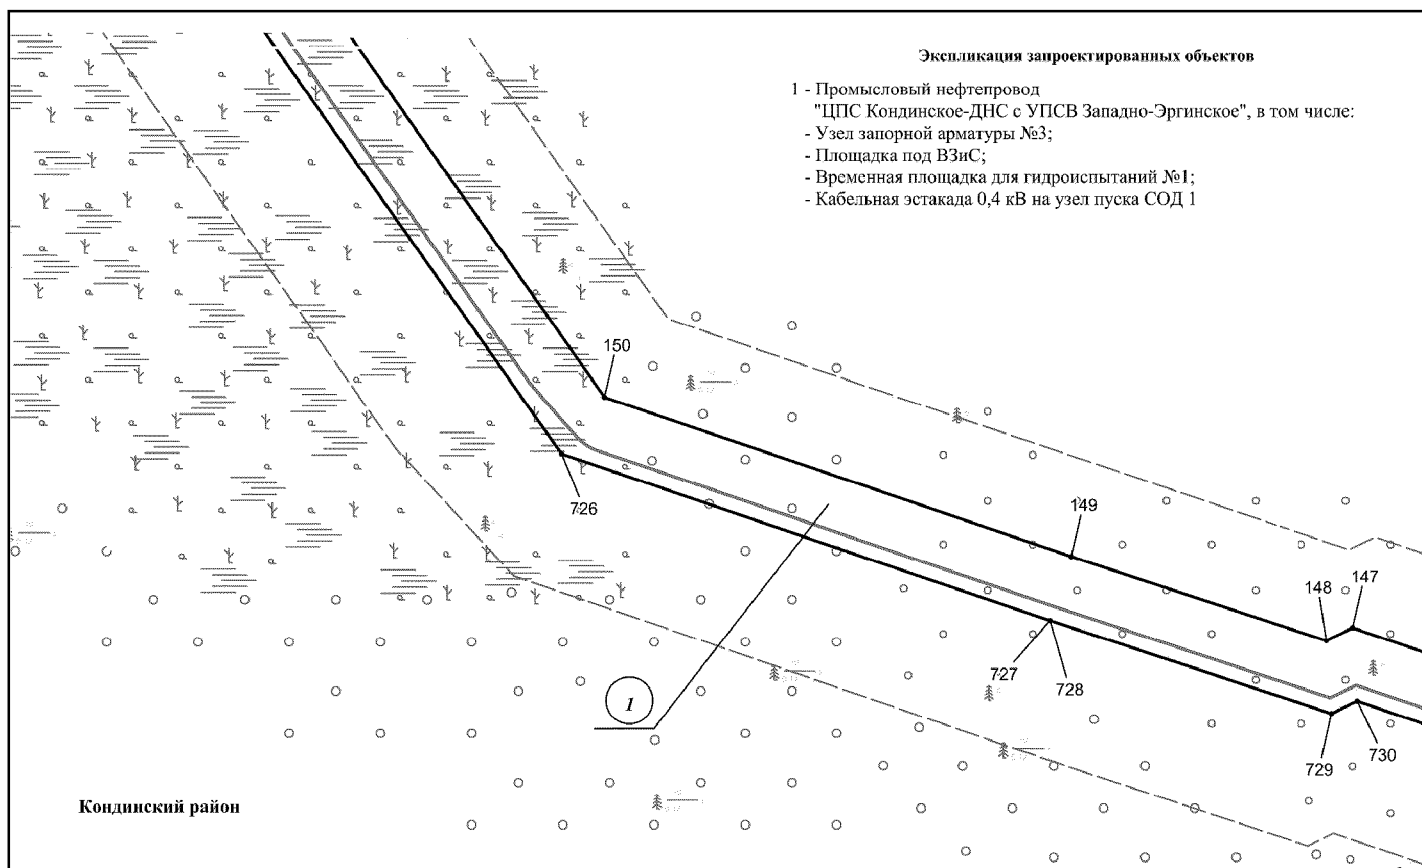 Экспликация запроектированных объектов
1 - Промысловый нефтепровод
"ЦПС Кондинское-ДНС с УПСВ Западно-Эргинское", в том числе:
- Узел запорной арматуры №3;
- Площадка под ВЗиС;
- Временная площадка для гидроиспытаний №1;
- Кабельная эстакада 0,4 кВ на узел пуска СОД 1
150
726
149
148
147
727
728
1
729
730
Кондинский район